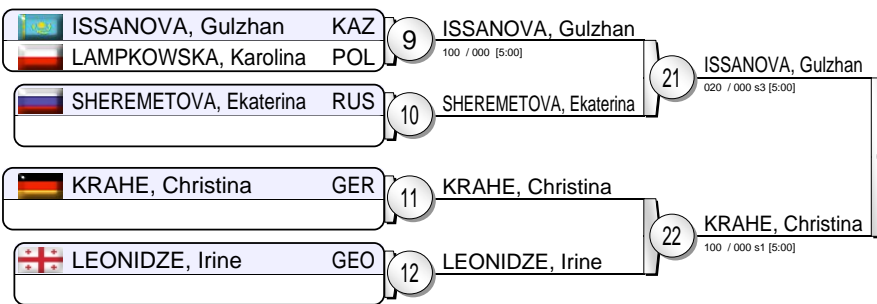 ISSANOVA, Gulzhan KAZ
LAMPKOWSKA, Karolina POL
9
ISSANOVA, Gulzhan
100 / 000 [5:00]
SHEREMETOVA, Ekaterina RUS
10
SHEREMETOVA, Ekaterina
21
ISSANOVA, Gulzhan
020 / 000 s3 [5:00]
KRAHE, Christina GER
11
KRAHE, Christina
LEONIDZE, Irine GEO
12
LEONIDZE, Irine
22
KRAHE, Christina
100 / 000 s1 [5:00]